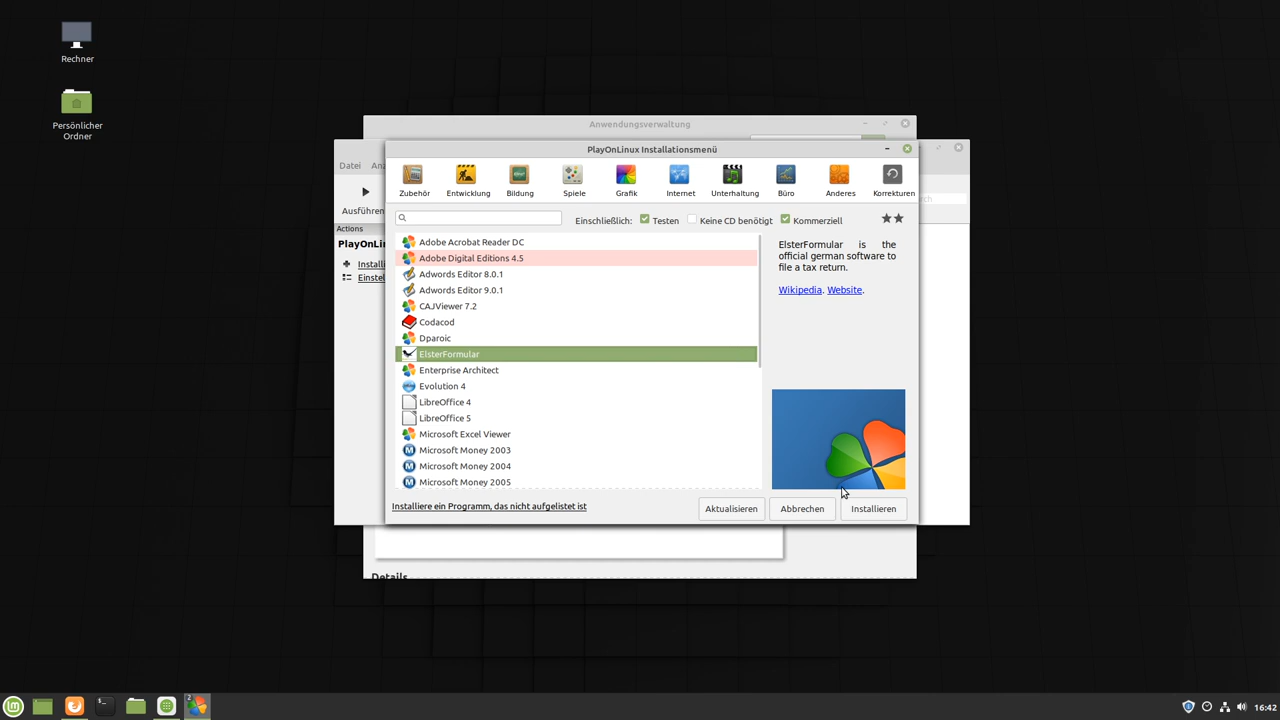 Rechner
Persönlicher
Ordner
Anwendungsverwaltung
Datei
PlayOnLinux Installationsmenü
Zubehör
Entwicklung
Bildung
Spiele
Grafik
Internet
Unterhaltung
Büro
Anderes
Korrekturen
Ausführen
Actions
Einschließlich:
Testen
Keine CD benötigt
Kommerziell
Adobe Acrobat Reader DC
Adobe Digital Editions 4.5
Adwords Editor 8.0.1
Adwords Editor 9.0.1
CAJViewer 7.2
Codacod
Dparoic
ElsterFormular
Enterprise Architect
Evolution 4
LibreOffice 4
LibreOffice 5
Microsoft Excel Viewer
Microsoft Money 2003
Microsoft Money 2004
Microsoft Money 2005
ElsterFormular is the
official german software to
file a tax return.
Wikipedia. Website.
Installiere ein Programm, das nicht aufgelistet ist
Aktualisieren
Abbrechen
Installieren
Details
2
16:42